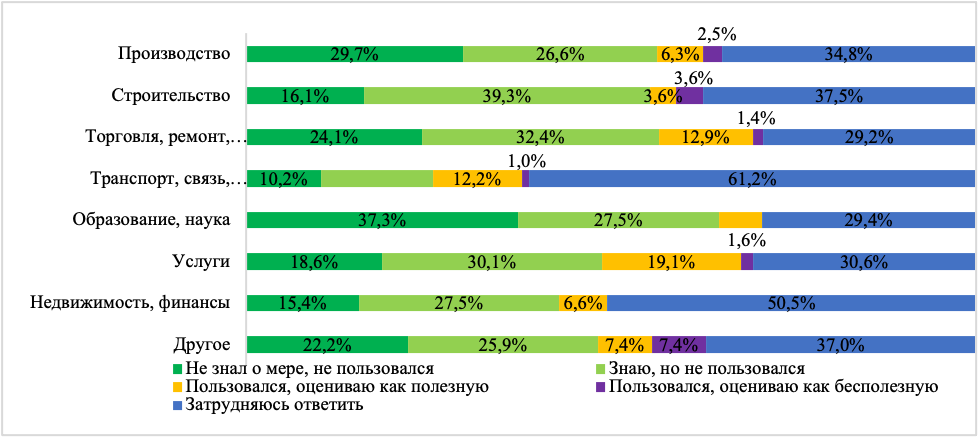 2,5%
Производство 29,7% 26,6% 6,3% 34,8%
3,6%
Строительство 16,1% 39,3% 3,6% 37,5%
1,4%
Торговля, ремонт,… 24,1% 32,4% 12,9% 29,2%
1,0%
Транспорт, связь,… 10,2% 12,2% 61,2%
Образование, наука 37,3% 27,5% 29,4%
1,6%
Услуги 18,6% 30,1% 19,1% 30,6%
Недвижимость, финансы 15,4% 27,5% 6,6% 50,5%
Другое 22,2% 25,9% 7,4% 7,4% 37,0%
Не знал о мере, не пользовался Знаю, но не пользовался
Пользовался, оцениваю как полезную Пользовался, оцениваю как бесполезную
Затрудняюсь ответить